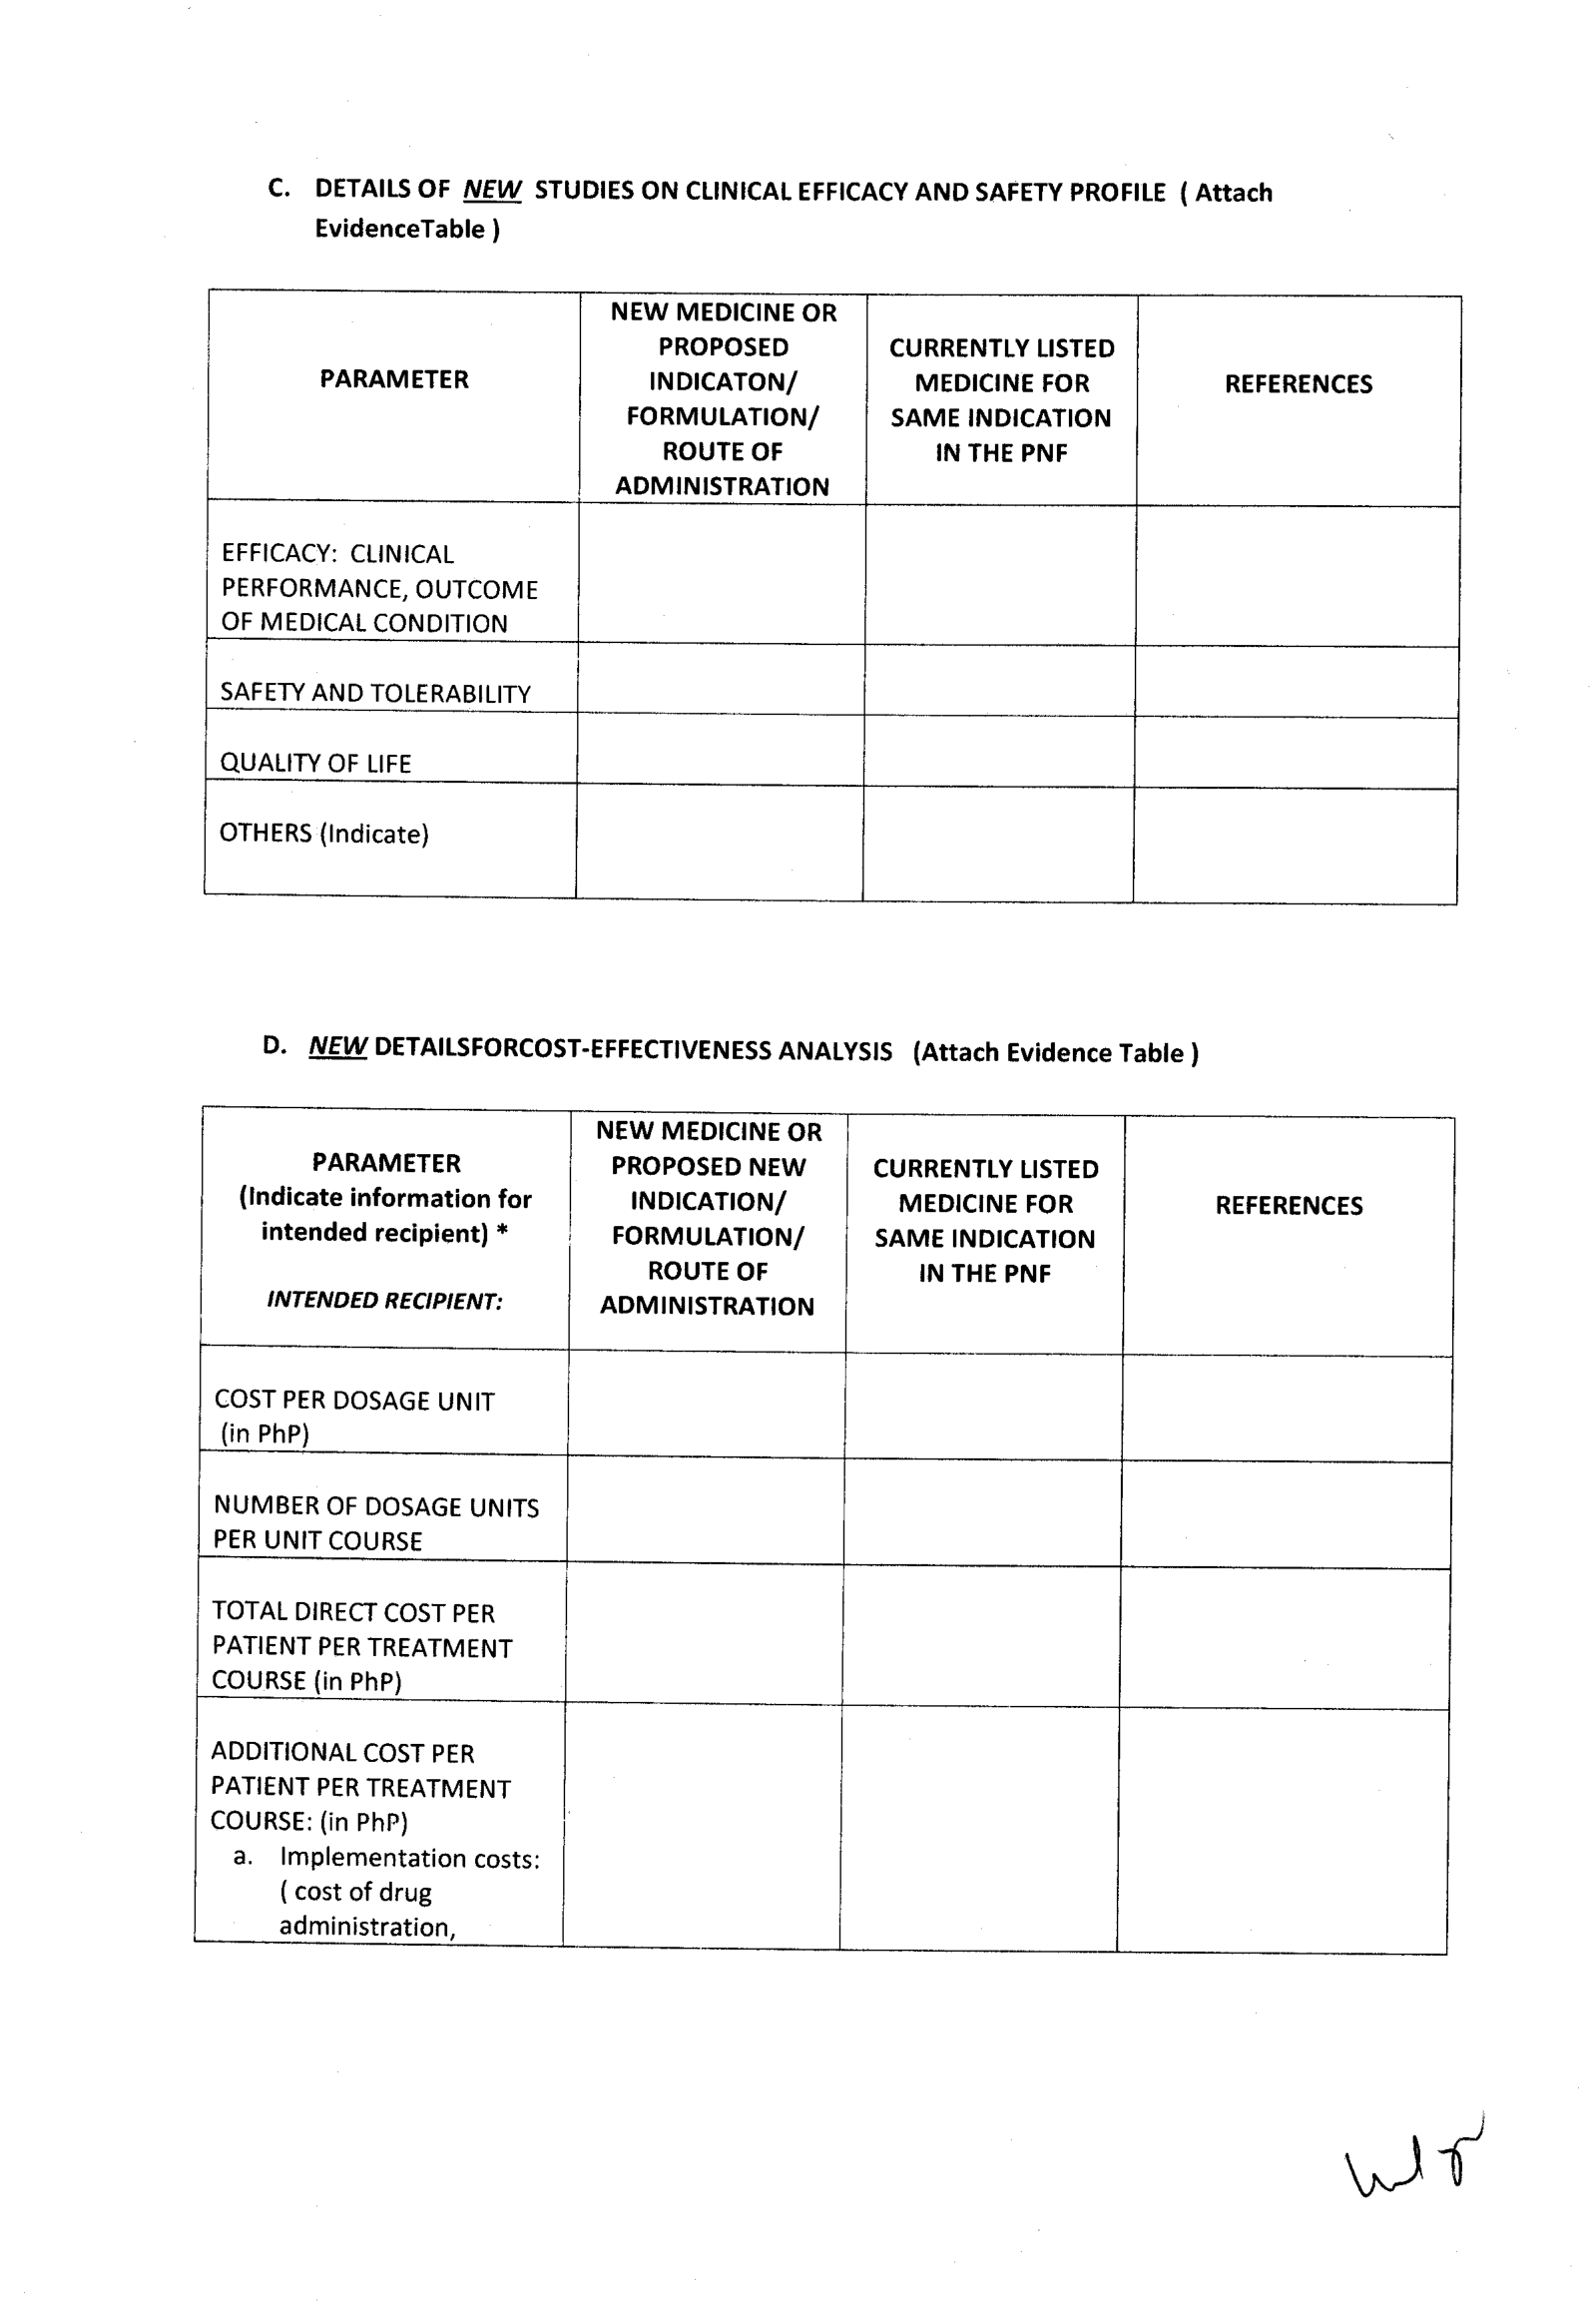 C. DETAILS OF NEW STUDIES ON CLINICAL EFFICACY AND SAFETY PROFILE ( Attach
EvidenceTable )
PARAMETER
NEW MEDICINE OR
PROPOSED
INDICATON/
FORMULATION/
ROUTE OF
ADMINISTRATION
CURRENTLY LISTED
MEDICINE FOR
SAME INDICATION
IN THE PNF
REFERENCES
EFFICACY: CLINICAL
PERFORMANCE, OUTCOME
OF MEDICAL CONDITION
SAFETY AND TOLERABILITY
QUALITY OF LIFE
OTHERS (Indicate)
D. NEW DETAILSFORCOST-EFFECTIVENESS ANALYSIS (Attach Evidence Table )
PARAMETER
(Indicate information for
intended recipient) *
INTENDED RECIPIENT:
NEW MEDICINE OR
PROPOSED NEW
INDICATION/
FORMULATION/
ROUTE OF
ADMINISTRATION
CURRENTLY LISTED
MEDICINE FOR
SAME INDICATION
IN THE PNF
REFERENCES
COST PER DOSAGE UNIT
(in PhP)
NUMBER OF DOSAGE UNITS
PER UNIT COURSE
TOTAL DIRECT COST PER
PATIENT PER TREATMENT
COURSE (in PhP)
ADDITIONAL COST PER
PATIENT PER TREATMENT
COURSE: (in PhP)
a. Implementation costs:
( cost of drug
administration,